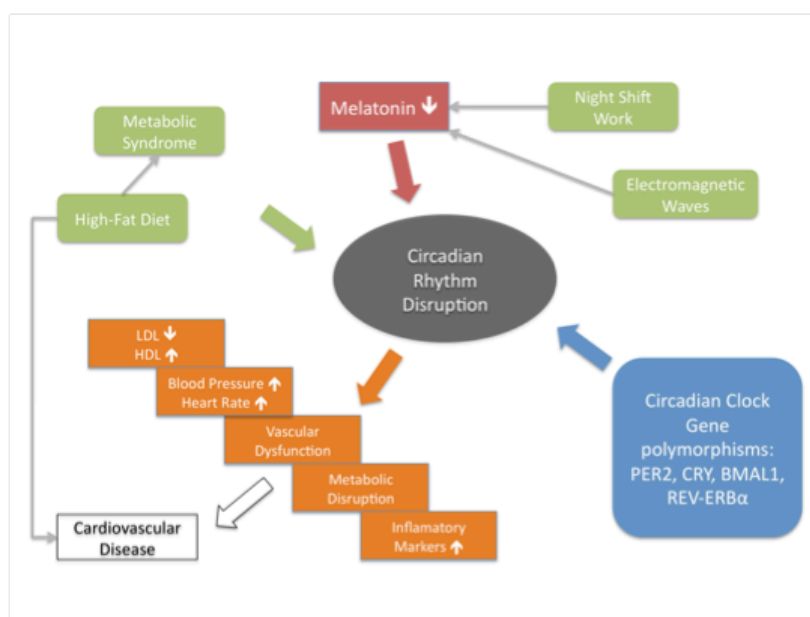 Melatonin ↓
Night Shift
Work
Metabolic
Syndrome
Electromagnetic
Waves
High-Fat Diet
Circadian
Rhythm
Disruption
LDL ↓
HDL ↑
Blood Pressure ↑
Heart Rate ↑
Vascular
Dysfunction
Metabolic
Disruption
Inflamatory
Markers ↑
Cardiovascular
Disease
Circadian Clock
Gene
polymorphisms:
PER2, CRY, BMAL1,
REV-ERBα